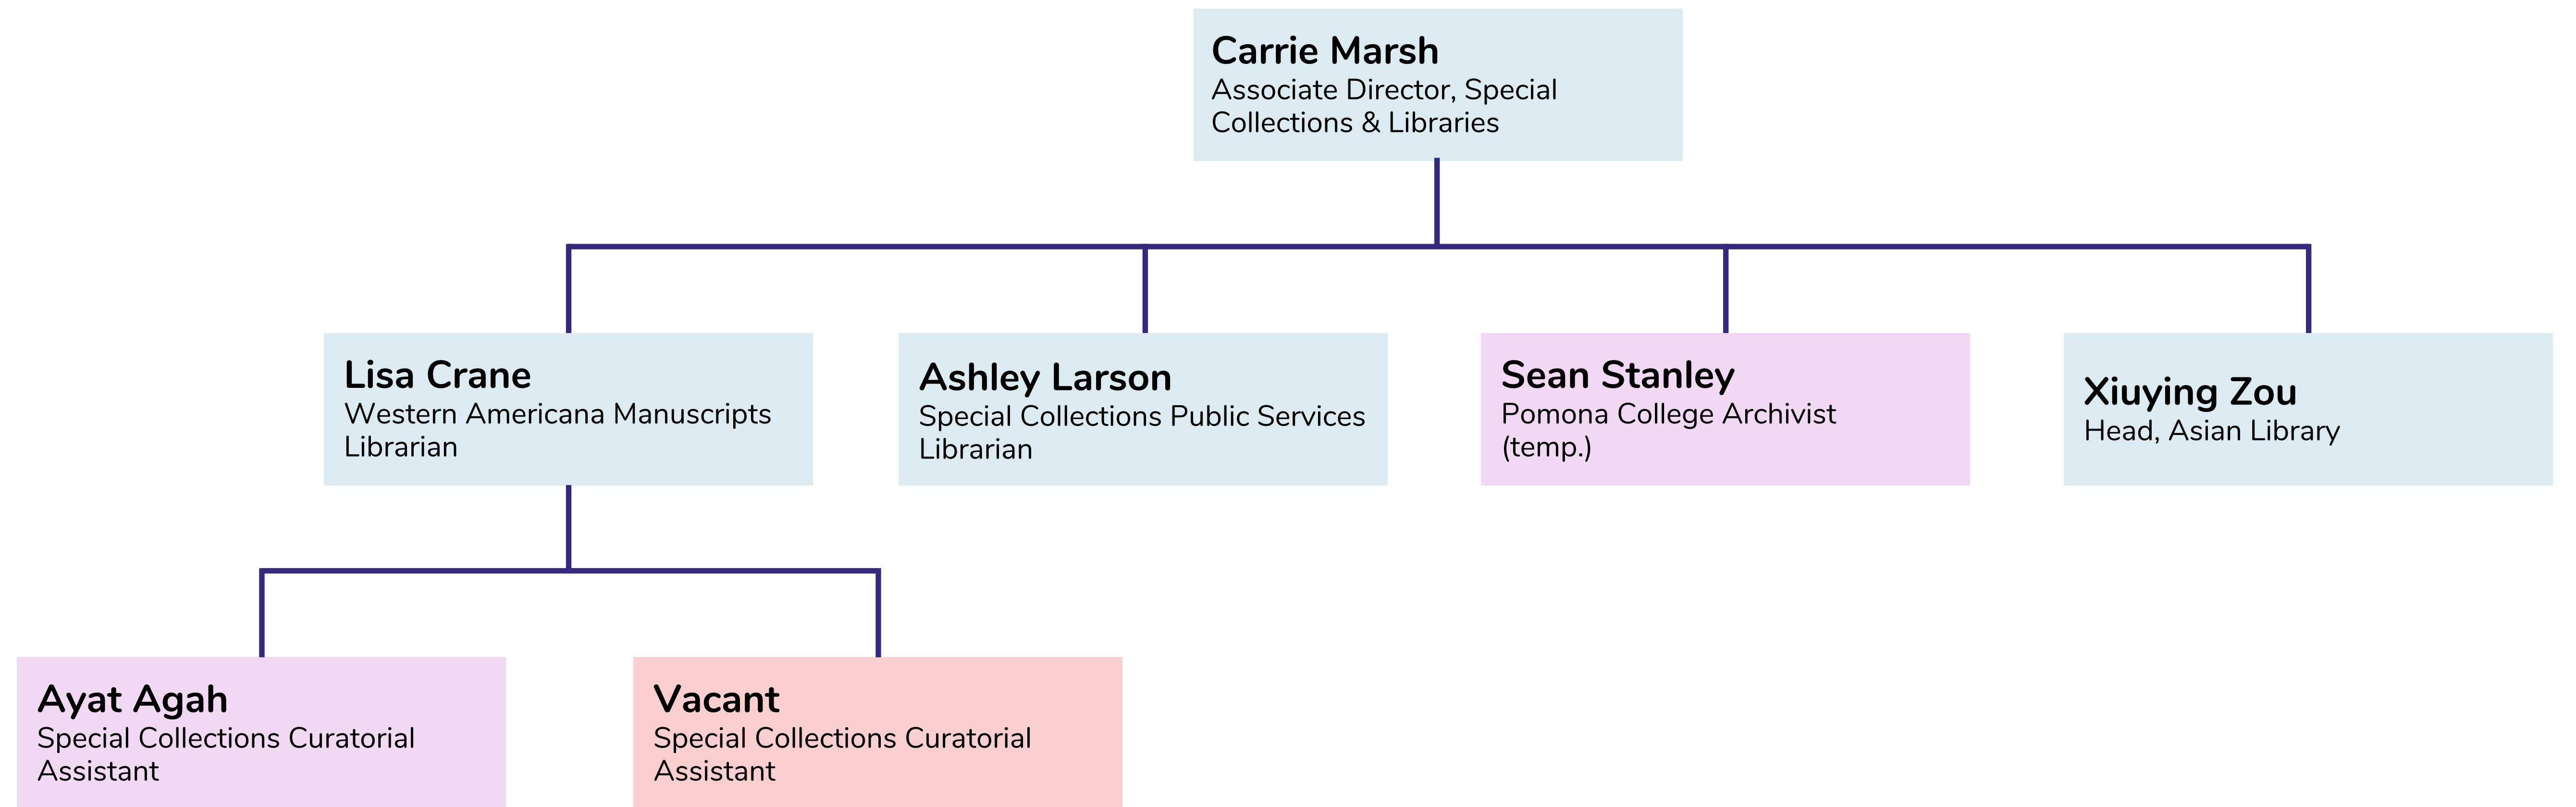 Carrie Marsh
Associate Director, Special
Collections & Libraries
Lisa Crane
Western Americana Manuscripts
Librarian
Ashley Larson
Special Collections Public Services
Librarian
Sean Stanley
Pomona College Archivist
(temp.)
Xiuying Zou
Head, Asian Library
Ayat Agah
Special Collections Curatorial
Assistant
Vacant
Special Collections Curatorial
Assistant